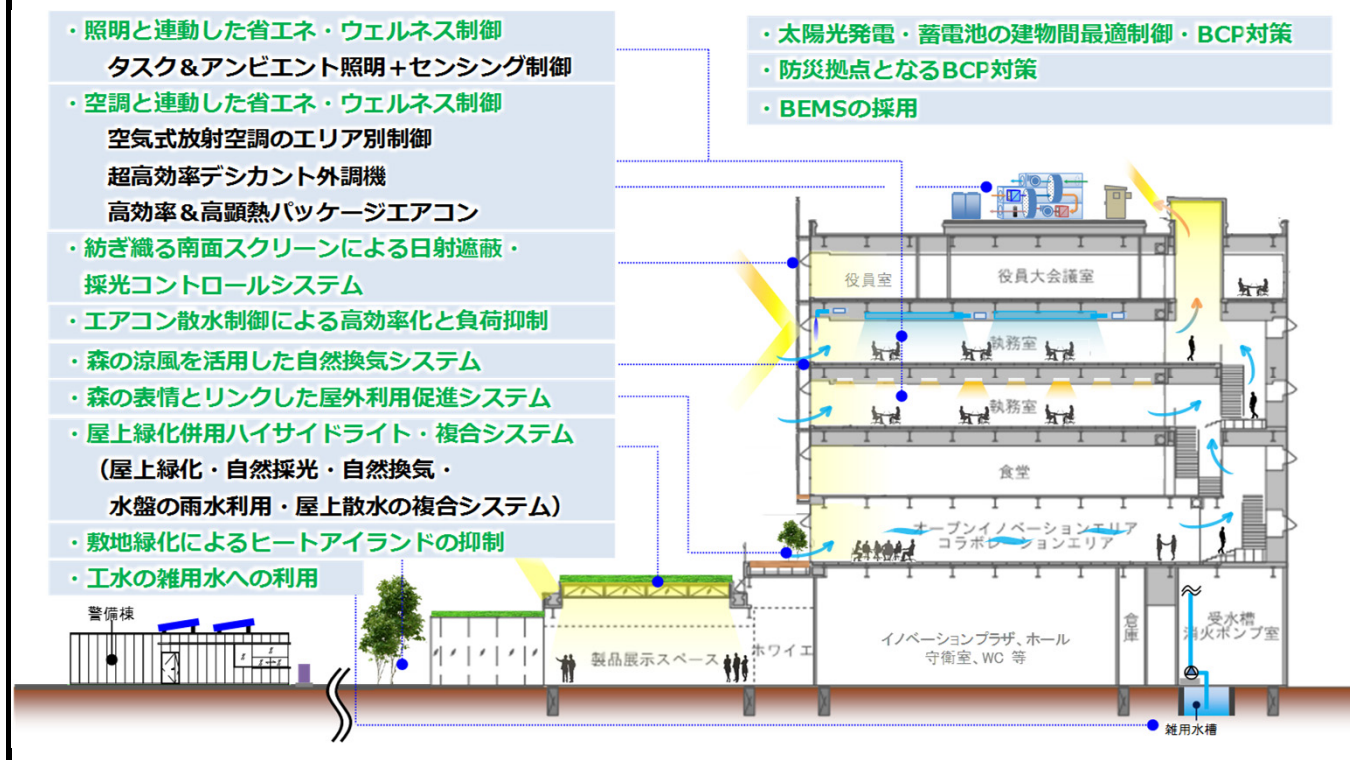 ・照明と連動した省エネ・ウェルネス制御
タスク＆アンビエント照明＋センシング制御
・空調と連動した省エネ・ウェルネス制御
空気式放射空調のエリア別制御
超高効率デシカント外調機
高効率＆高顕熱パッケージエアコン
・紡ぎ織る南面スクリーンによる日射遮蔽・
採光コントロールシステム
・エアコン散水制御による高効率化と負荷抑制
・森の涼風を活用した自然換気システム
・森の表情とリンクした屋外利用促進システム
・屋上緑化併用ハイサイドライト・複合システム
（屋上緑化・自然採光・自然換気・
水盤の雨水利用・屋上散水の複合システム）
・敷地緑化によるヒートアイランドの抑制
・工水の雑用水への利用
・太陽光発電・蓄電池の建物間最適制御・BCP対策
・防災拠点となるBCP対策
・BEMSの採用
役員室
役員大会議室
執務室
執務室
食堂
オープンイノベーションエリア
コラボレーションエリア
警備棟
製品展示スペース
ホワイエ
イノベーションプラザ、ホール
守衛室、WC 等
倉庫
受水槽
消火ポンプ室
雑用水槽